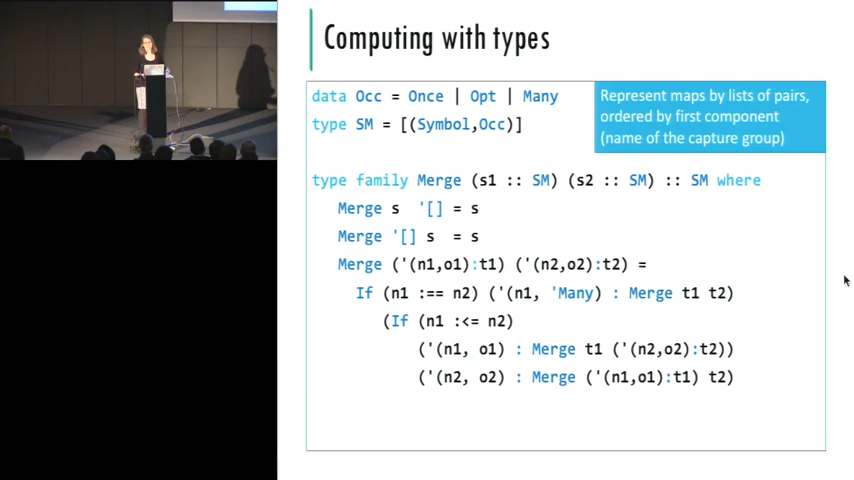 Computing with types
data Occ = Once | Opt | Many
type SM = [(Symbol,Occ)]
Represent maps by lists of pairs,
ordered by first component
(name of the capture group)
type family Merge (s1 :: SM) (s2 :: SM) :: SM where
Merge s '[] = s
Merge '[] s = s
Merge ('(n1,o1):t1) ('(n2,o2):t2) =
If (n1 :== n2) ('(n1, 'Many) : Merge t1 t2)
(If (n1 :<= n2)
('(n1, o1) : Merge t1 ('(n2,o2):t2))
('(n2, o2) : Merge ('(n1,o1):t1) t2)